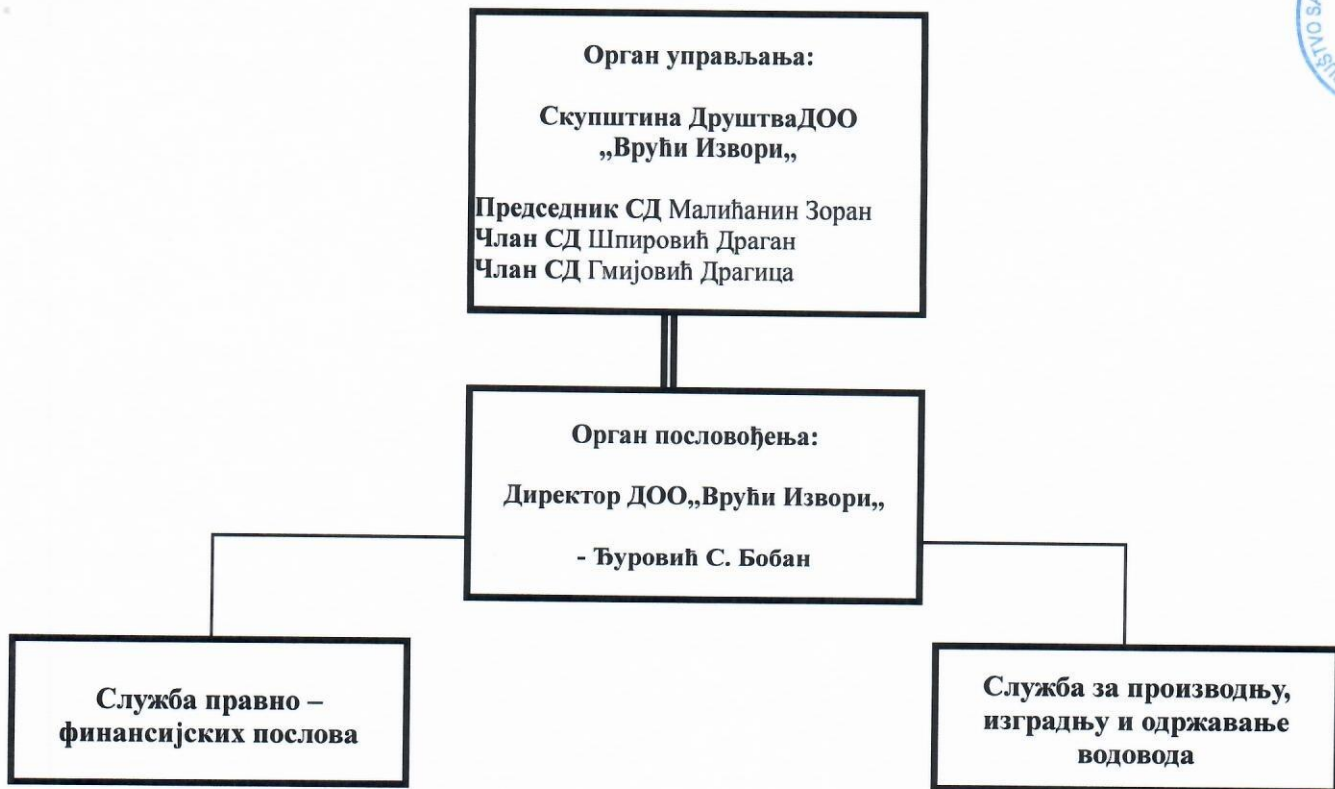 Орган управљања:
Скупштина ДруштваДОО
„Врући Извори„
Председник СД Малићанин Зоран
Члан СД Шпировић Драган
Члан СД Гмијовић Драгица
Орган пословођења:
Директор ДОО„Врући Извори„
- Ђуровић С. Бобан
Служба правно –
финансијских послова
Служба за производњу,
изградњу и одржавање
водовода